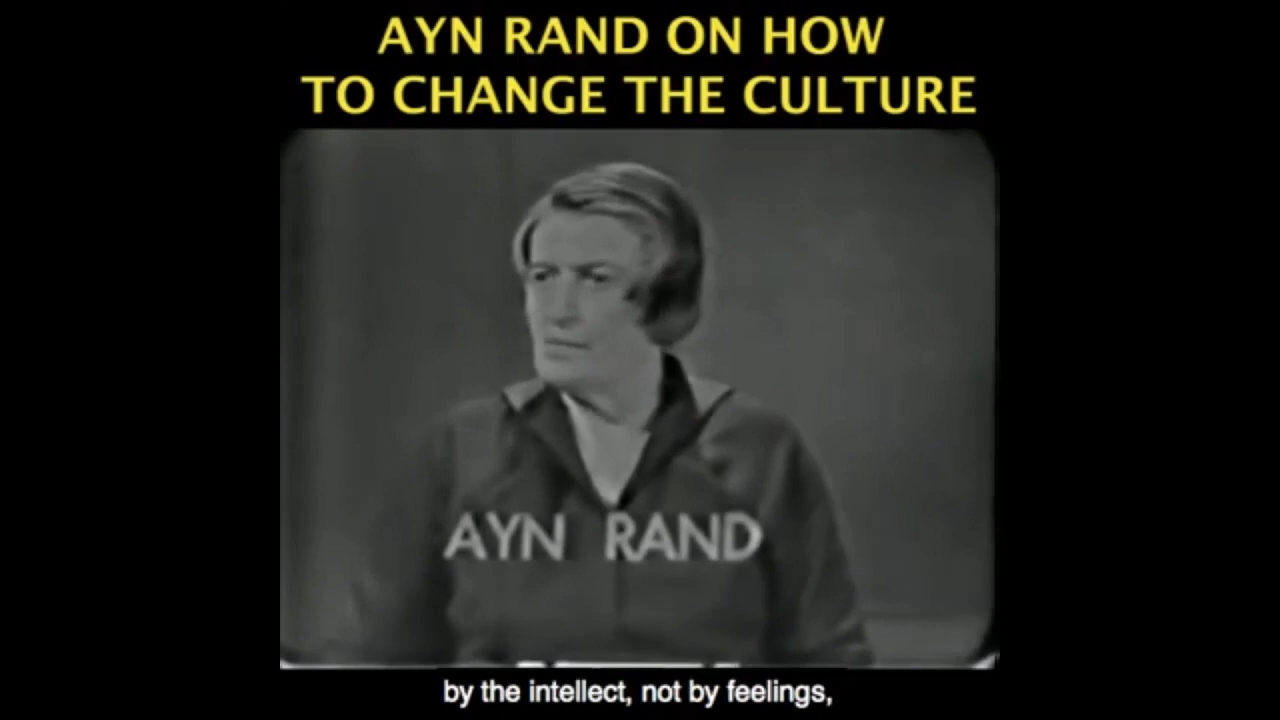 AYN RAND ON HOW
TO CHANGE THE CULTURE
AYN RAND
by the intellect, not by feelings,